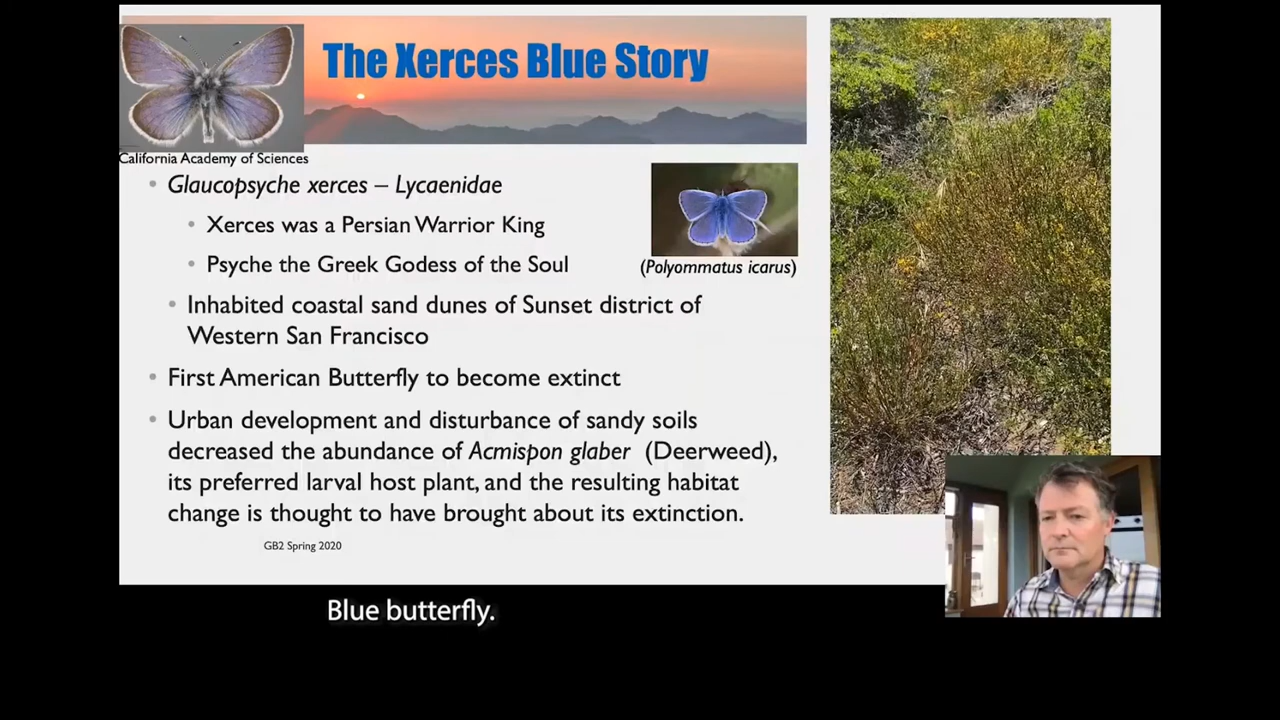 The Xerces Blue Story
California Academy of Sciences
• Glaucopsyche xerces – Lycaenidae
• Xerces was a Persian Warrior King
• Psyche the Greek Godess of the Soul
(Polyommatus icarus)
• Inhabited coastal sand dunes of Sunset district of
Western San Francisco
• First American Butterfly to become extinct
• Urban development and disturbance of sandy soils
decreased the abundance of Acmispon glaber (Deerweed),
its preferred larval host plant, and the resulting habitat
change is thought to have brought about its extinction.
GB2 Spring 2020
Blue butterfly.